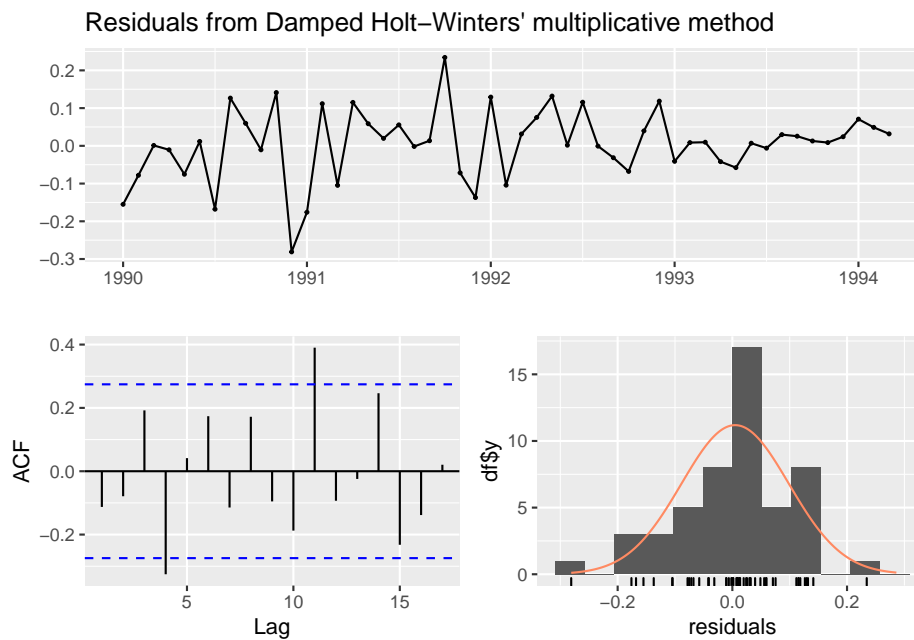 Residuals from Damped Holt−Winters' multiplicative method
0.2
0.1
0.0
−0.1
−0.2
−0.3
1990 1991 1992 1993 1994
0.4
0.2
0.0
−0.2
ACF
5 10 15
Lag
15
10
5
0
df$y
−0.2 0.0 0.2
residuals